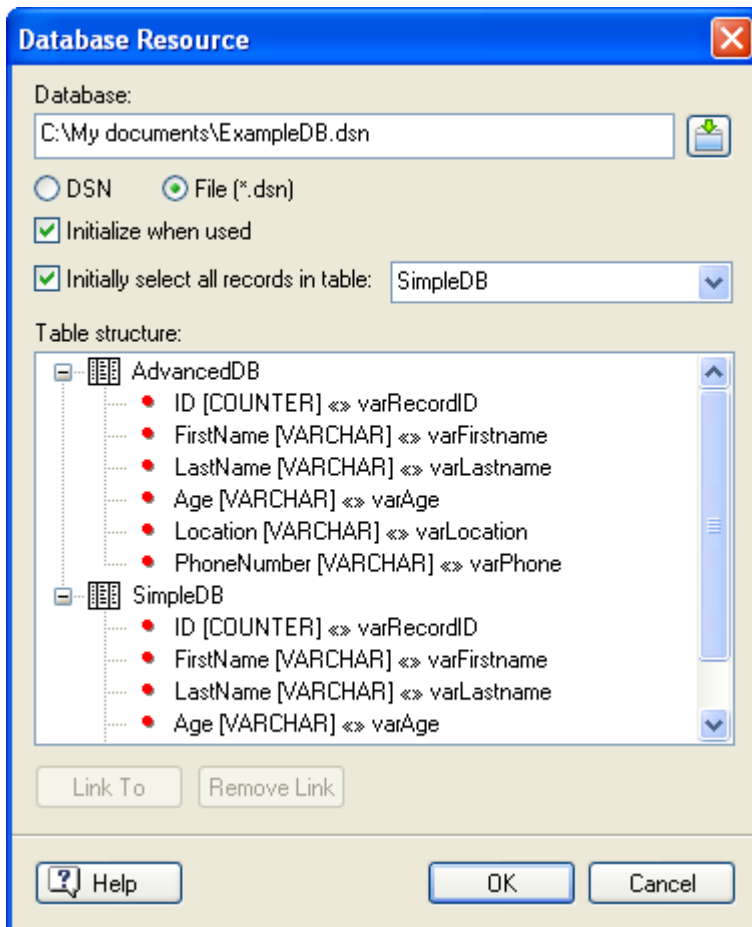 Database Resource
Database:
C:\My documents\ExampleDB.dsn
DSN File (*.dsn)
Initialize when used
Initially select all records in table: SimpleDB
Table structure:
AdvancedDB
ID [COUNTER] «» varRecordID
FirstName [VARCHAR] «» varFirstname
LastName [VARCHAR] «» varLastname
Age [VARCHAR] «» varAge
Location [VARCHAR] «» varLocation
PhoneNumber [VARCHAR] «» varPhone
SimpleDB
ID [COUNTER] «» varRecordID
FirstName [VARCHAR] «» varFirstname
LastName [VARCHAR] «» varLastname
Age [VARCHAR] «» varAge
Link To Remove Link
Help OK Cancel